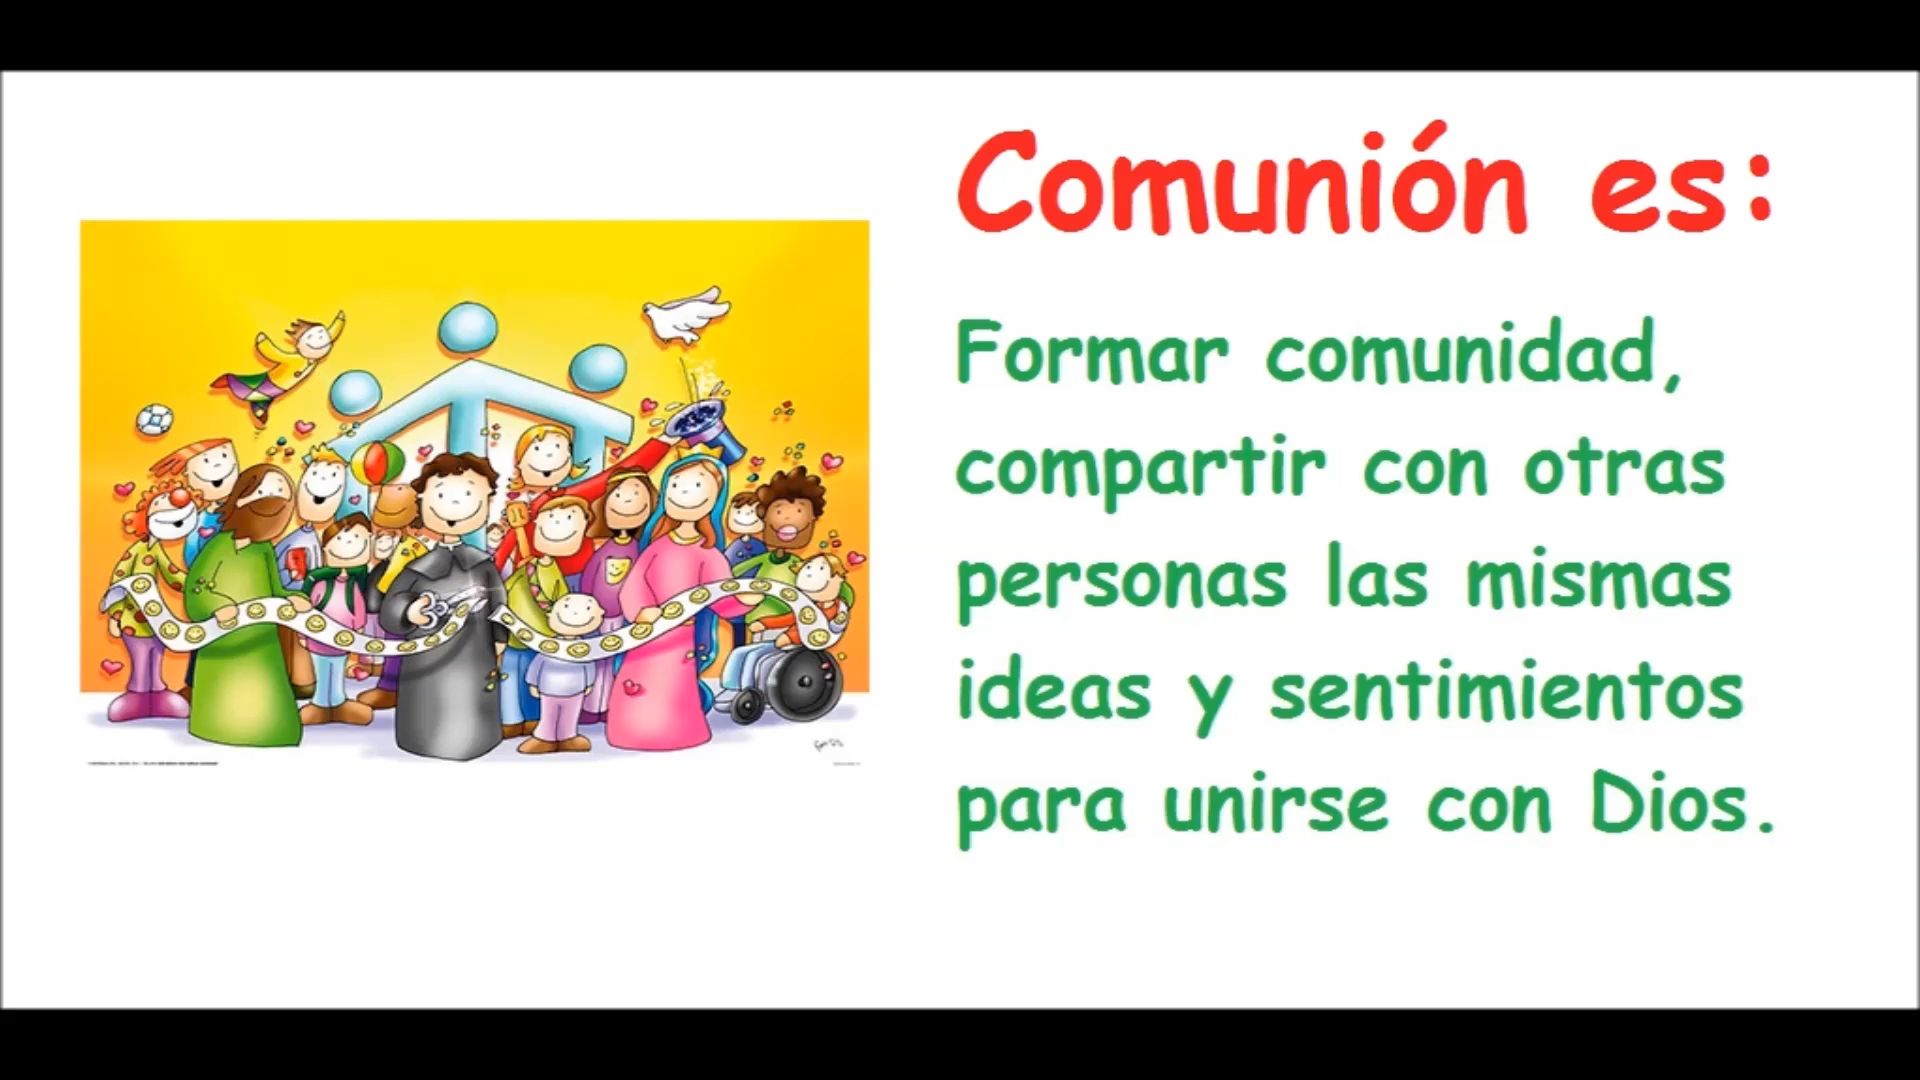 Comunión es:
Formar comunidad,
compartir con otras
personas las mismas
ideas y sentimientos
para unirse con Dios.